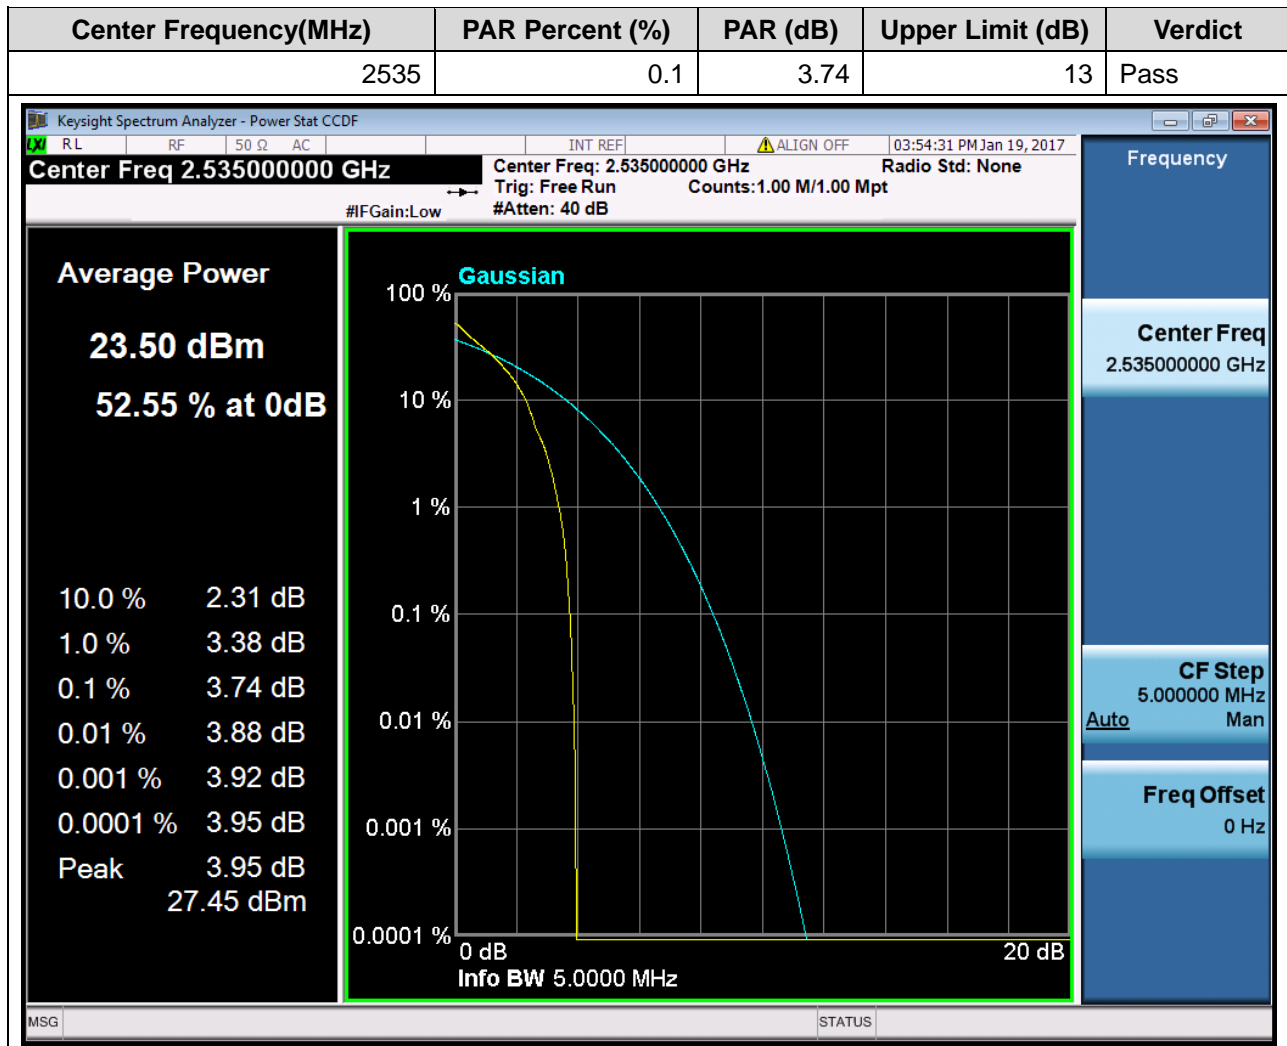 Center Frequency(MHz) PAR Percent (%) PAR (dB) Upper Limit (dB) Verdict
2535 0.1 3.74 13 Pass
Keysight Spectrum Analyzer - Power Stat CCDF
LXI RL RF 50 Ω AC INT REF ALIGN OFF 03:54:31 PM Jan 19, 2017
Center Freq 2.535000000 GHz
Center Freq: 2.535000000 GHz Radio Std: None
Trig: Free Run Counts:1.00 M/1.00 Mpt
#IFGain:Low #Atten: 40 dB
Frequency
Average Power
23.50 dBm
52.55 % at 0dB
10.0 % 2.31 dB
1.0 % 3.38 dB
0.1 % 3.74 dB
0.01 % 3.88 dB
0.001 % 3.92 dB
0.0001 % 3.95 dB
Peak 3.95 dB
27.45 dBm
Gaussian
100 %
10 %
1 %
0.1 %
0.01 %
0.001 %
0.0001 %
0 dB 20 dB
Info BW 5.0000 MHz
Center Freq
2.535000000 GHz
CF Step
5.000000 MHz
Auto Man
Freq Offset
0 Hz
MSG STATUS